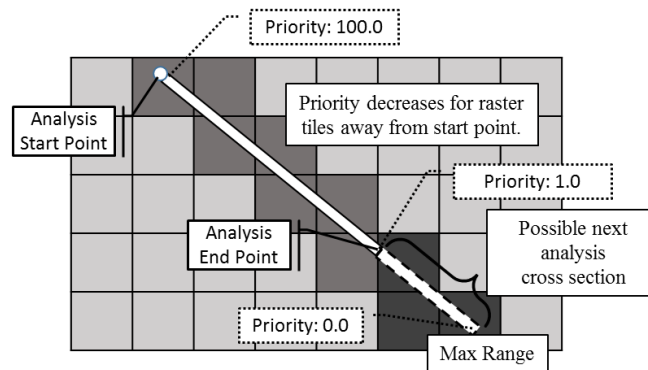 Priority: 100.0
Analysis
Start Point
Priority decreases for raster
tiles away from start point.
Priority: 1.0
Analysis
End Point
Possible next
analysis
cross section
Priority: 0.0
Max Range